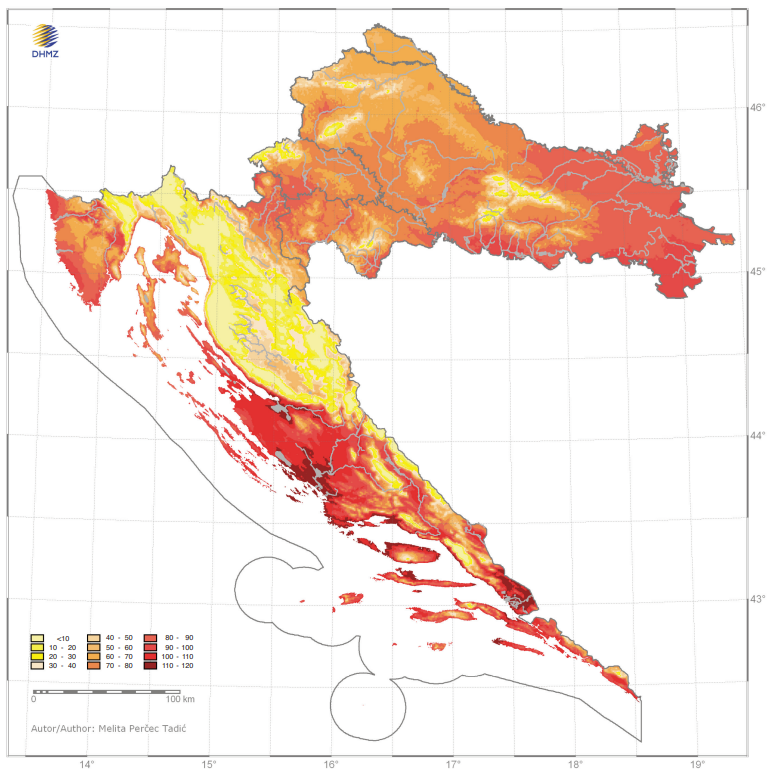 DHMZ
46°
45°
44°
43°
<10 40 - 50 80 - 90
10 - 20 50 - 60 90 - 100
20 - 30 60 - 70 100 - 110
30 - 40 70 - 80 110 - 120
0 100 km
Autor/Author: Melita Perčec Tadić
14° 15° 16° 17° 18° 19°